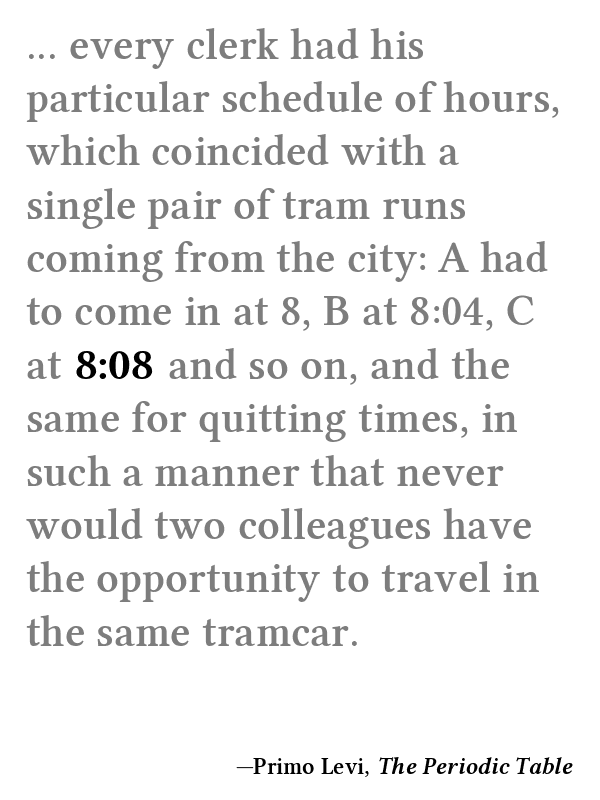 ... every clerk had his
particular schedule of hours,
which coincided with a
single pair of tram runs
coming from the city: A had
to come in at 8, B at 8:04, C
at 8:08 and so on, and the
same for quitting times, in
such a manner that never
would two colleagues have
the opportunity to travel in
the same tramcar.
—Primo Levi, The Periodic Table